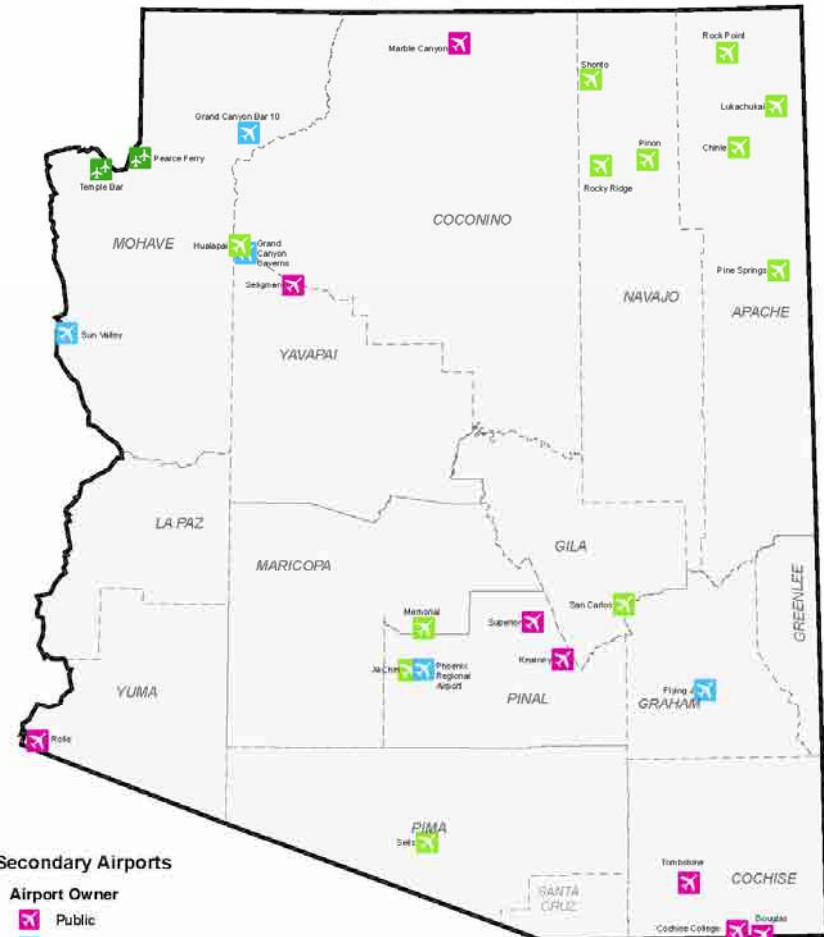 Marble Canyon
Rock Point
Shonto
Lukachukai
Grand Canyon Bar 10
Pinon
Chinle
Pearce Ferry
Temple Bar
Rocky Ridge
COCONINO
MOHAVE
Hualapai
Grand
Canyon
Caverns
Pine Springs
Seligman
NAVAJO
APACHE
Sun Valley
YAVAPAI
LA PAZ
GILA
MARICOPA
GREENLEE
San Carlos
Memorial
Superior
Kearney
Ak Chin
Phoenix
Regional
Airport
YUMA
PINAL
Flying J
GRAHAM
Rolle
PIMA
Sells
Secondary Airports
Tombstone
COCHISE
Airport Owner
SANTA
CRUZ
Public
Douglas
Cochise College